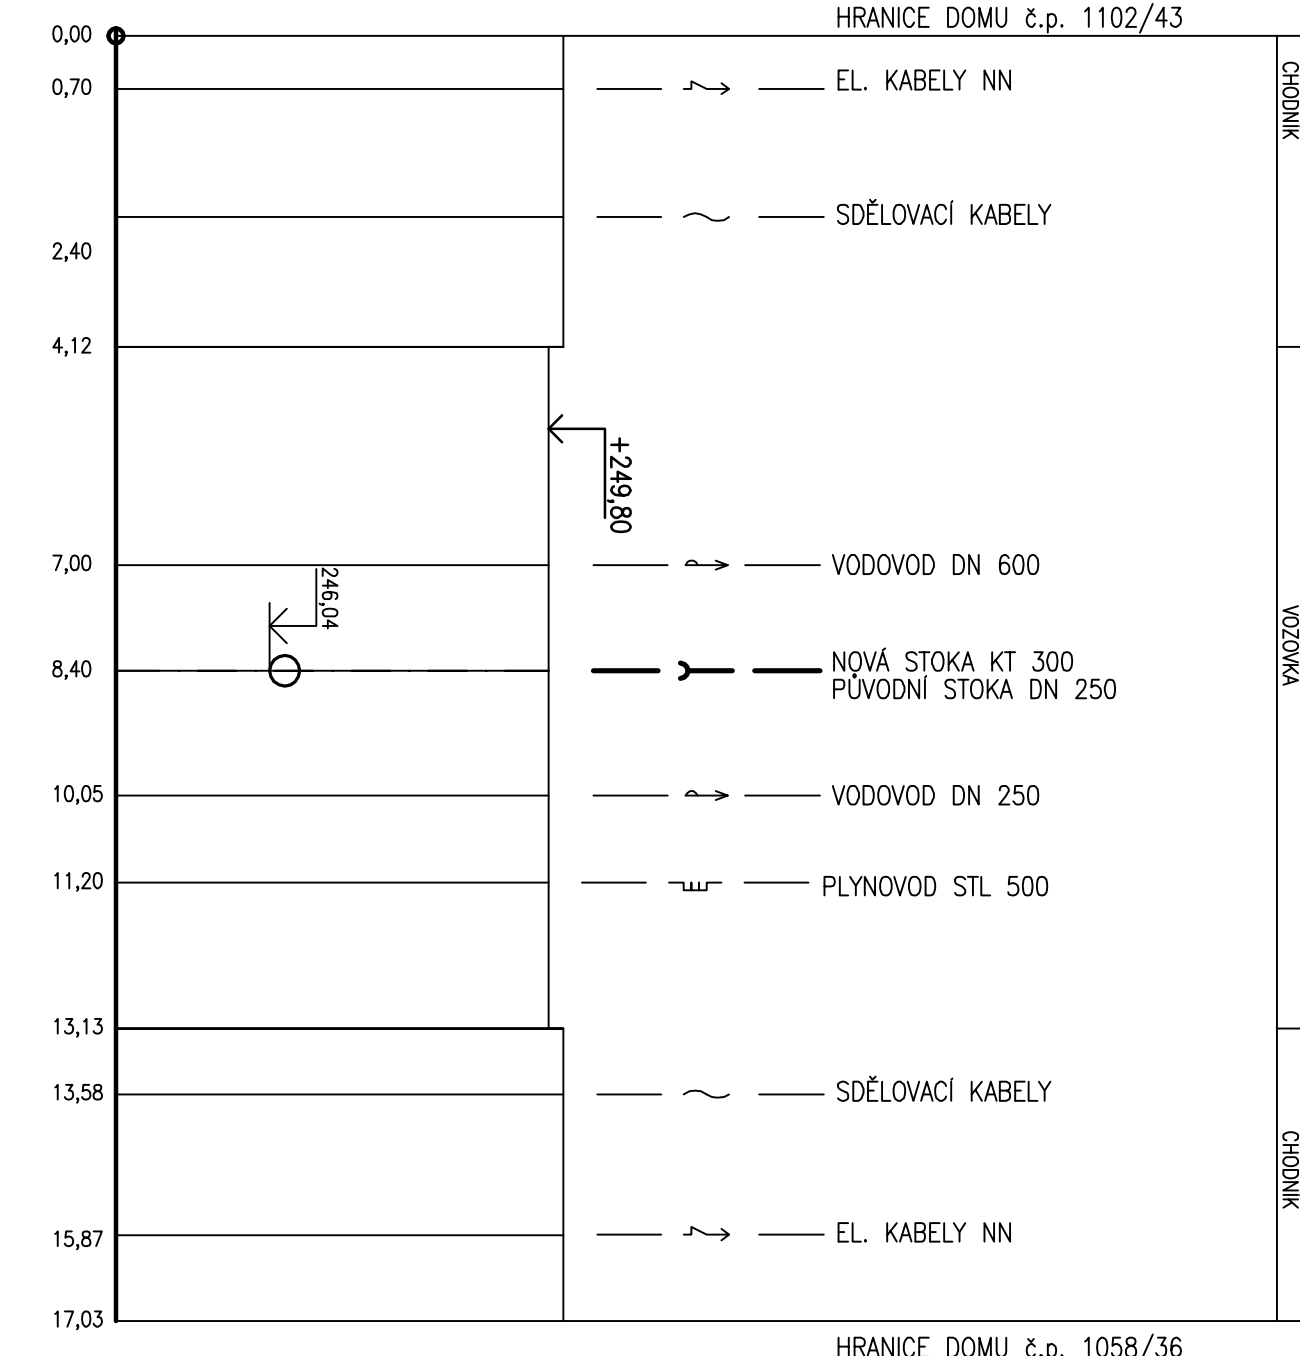 HRANICE DOMU č.p. 1102/43
0,00
0,70
EL. KABELY NN
CHODNÍK
SDĚLOVACÍ KABELY
2,40
4,12
+249,80
7,00
VODOVOD DN 600
246,04
8,40
NOVÁ STOKA KT 300
PŮVODNÍ STOKA DN 250
VOZOVKA
10,05
VODOVOD DN 250
11,20
PLYNOVOD STL 500
13,13
13,58
SDĚLOVACÍ KABELY
CHODNÍK
15,87
EL. KABELY NN
17,03
HRANICE DOMU č.p. 1058/36